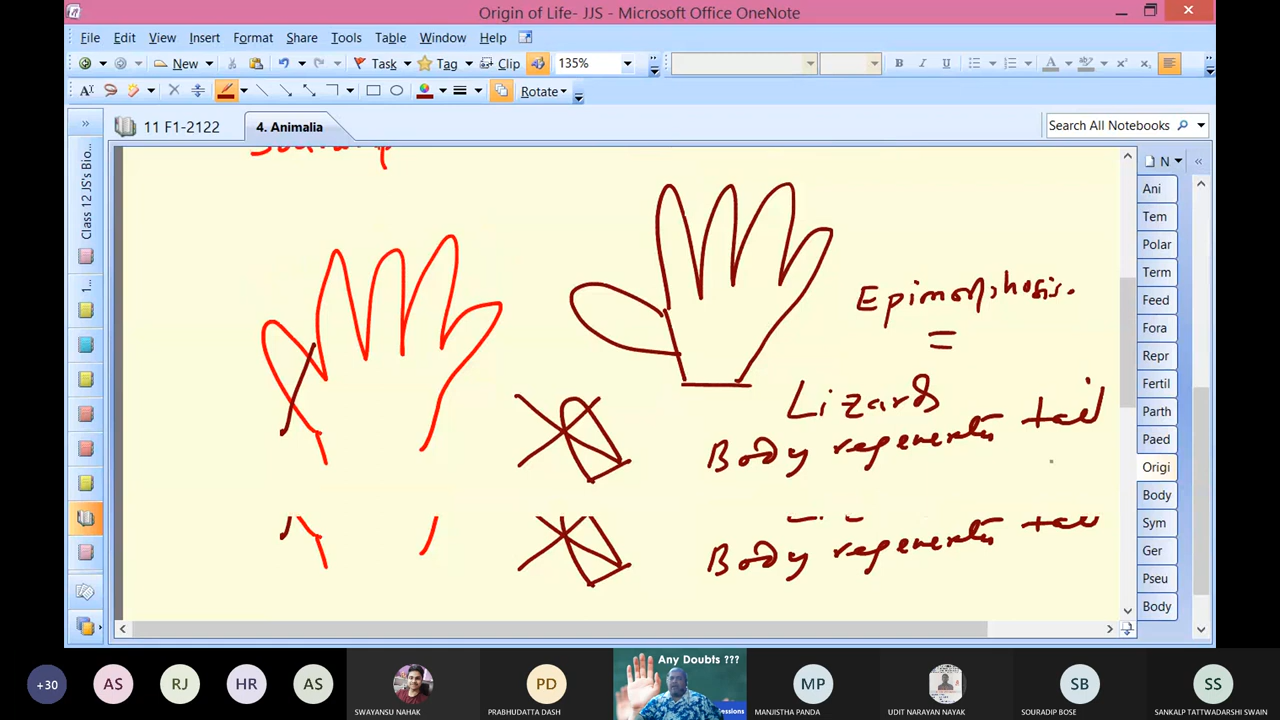 Origin of Life- JJS - Microsoft Office OneNote
File Edit View Insert Format Share Tools Table Window Help
New Task Tag Clip 135%
Rotate
11 F1-2122 4. Animalia Search All Notebooks
Class 12 JJ'S Bio...
1...
N
Ani
Tem
Polar
Term
Feed
Fora
Repr
Fertil
Parth
Paed
Origi
Body
Sym
Ger
Pseu
Body
Epimorphosis.
=
Lizards
Body regenerates tail
Body regenerates tail
Any Doubts ???
+30 AS RJ HR AS PD MP SB SS
SWAYANSU NAHAK PRABHUDATTA DASH MANJISTHA PANDA UDIT NARAYAN NAYAK SOURADIP BOSE SANKALP TATTWADARSHI SWAIN